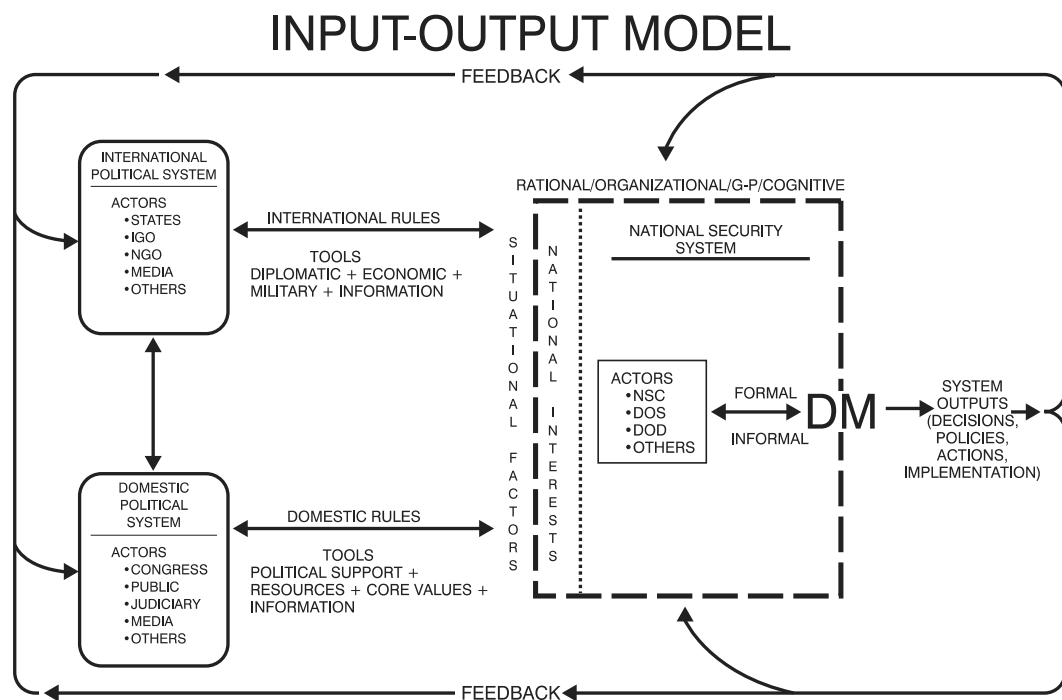 INPUT-OUTPUT MODEL
FEEDBACK
INTERNATIONAL
POLITICAL SYSTEM
ACTORS
•STATES
•IGO
•NGO
•MEDIA
•OTHERS
INTERNATIONAL RULES
TOOLS
DIPLOMATIC + ECONOMIC +
MILITARY + INFORMATION
DOMESTIC
POLITICAL
SYSTEM
ACTORS
•CONGRESS
•PUBLIC
•JUDICIARY
•MEDIA
•OTHERS
DOMESTIC RULES
TOOLS
POLITICAL SUPPORT +
RESOURCES + CORE VALUES +
INFORMATION
RATIONAL/ORGANIZATIONAL/G-P/COGNITIVE
SITUATIONAL FACTORS
NATIONAL INTERESTS
NATIONAL SECURITY
SYSTEM
ACTORS
•NSC
•DOS
•DOD
•OTHERS
FORMAL
INFORMAL
DM
SYSTEM
OUTPUTS
(DECISIONS,
POLICIES,
ACTIONS,
IMPLEMENTATION)
FEEDBACK